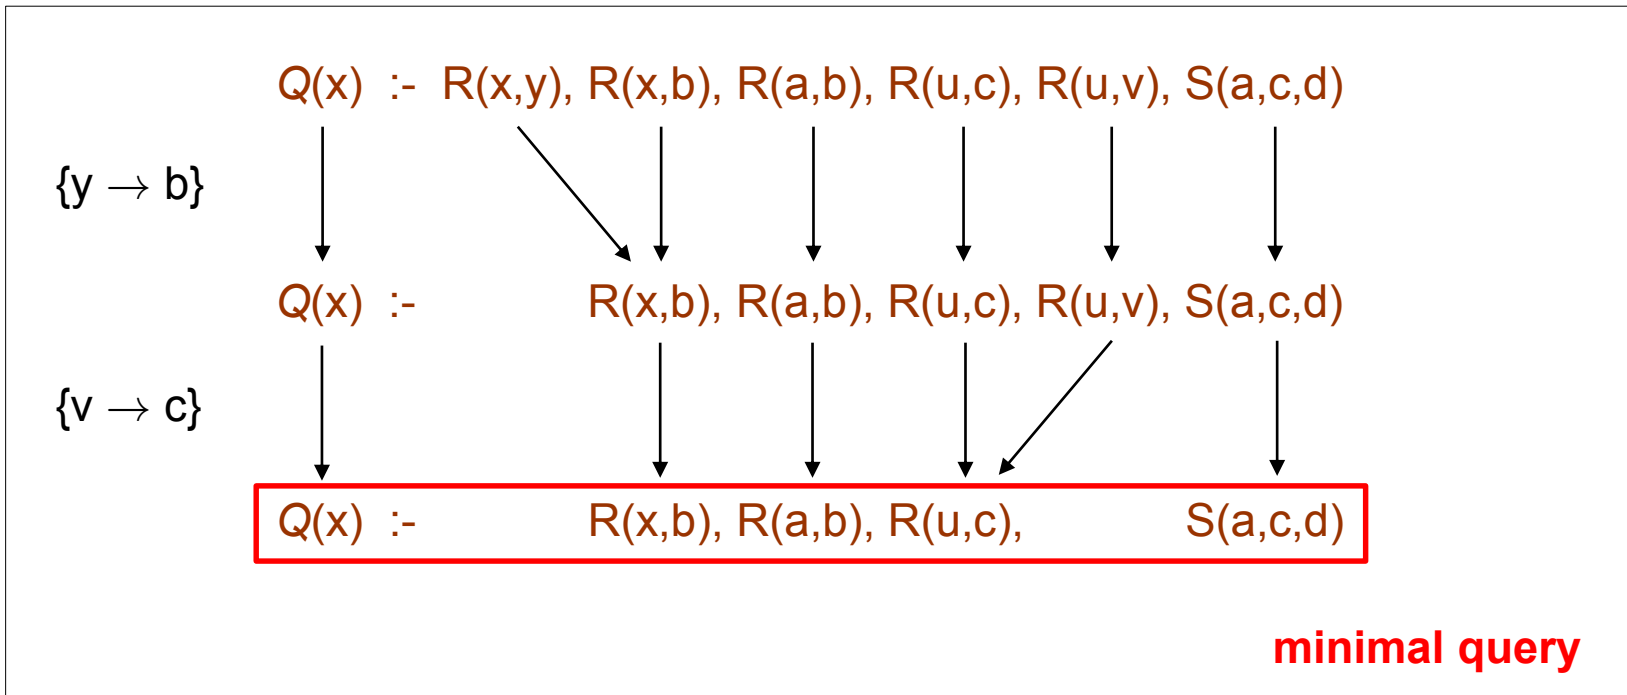 Q(x) :- R(x,y), R(x,b), R(a,b), R(u,c), R(u,v), S(a,c,d)
{y → b}
Q(x) :- R(x,b), R(a,b), R(u,c), R(u,v), S(a,c,d)
{v → c}
Q(x) :- R(x,b), R(a,b), R(u,c), S(a,c,d)
minimal query